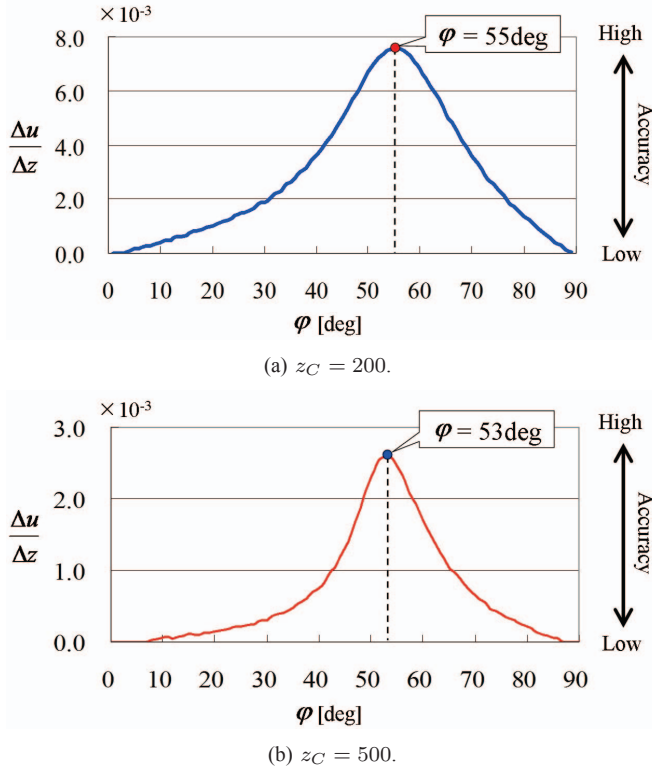 ×10⁻³
8.0
φ = 55deg
High
6.0
Δu
Δz
4.0
Accuracy
2.0
0.0
Low
0 10 20 30 40 50 60 70 80 90
φ [deg]
(a) z_C = 200.
×10⁻³
3.0
φ = 53deg
High
2.0
Δu
Δz
Accuracy
1.0
0.0
Low
0 10 20 30 40 50 60 70 80 90
φ [deg]
(b) z_C = 500.